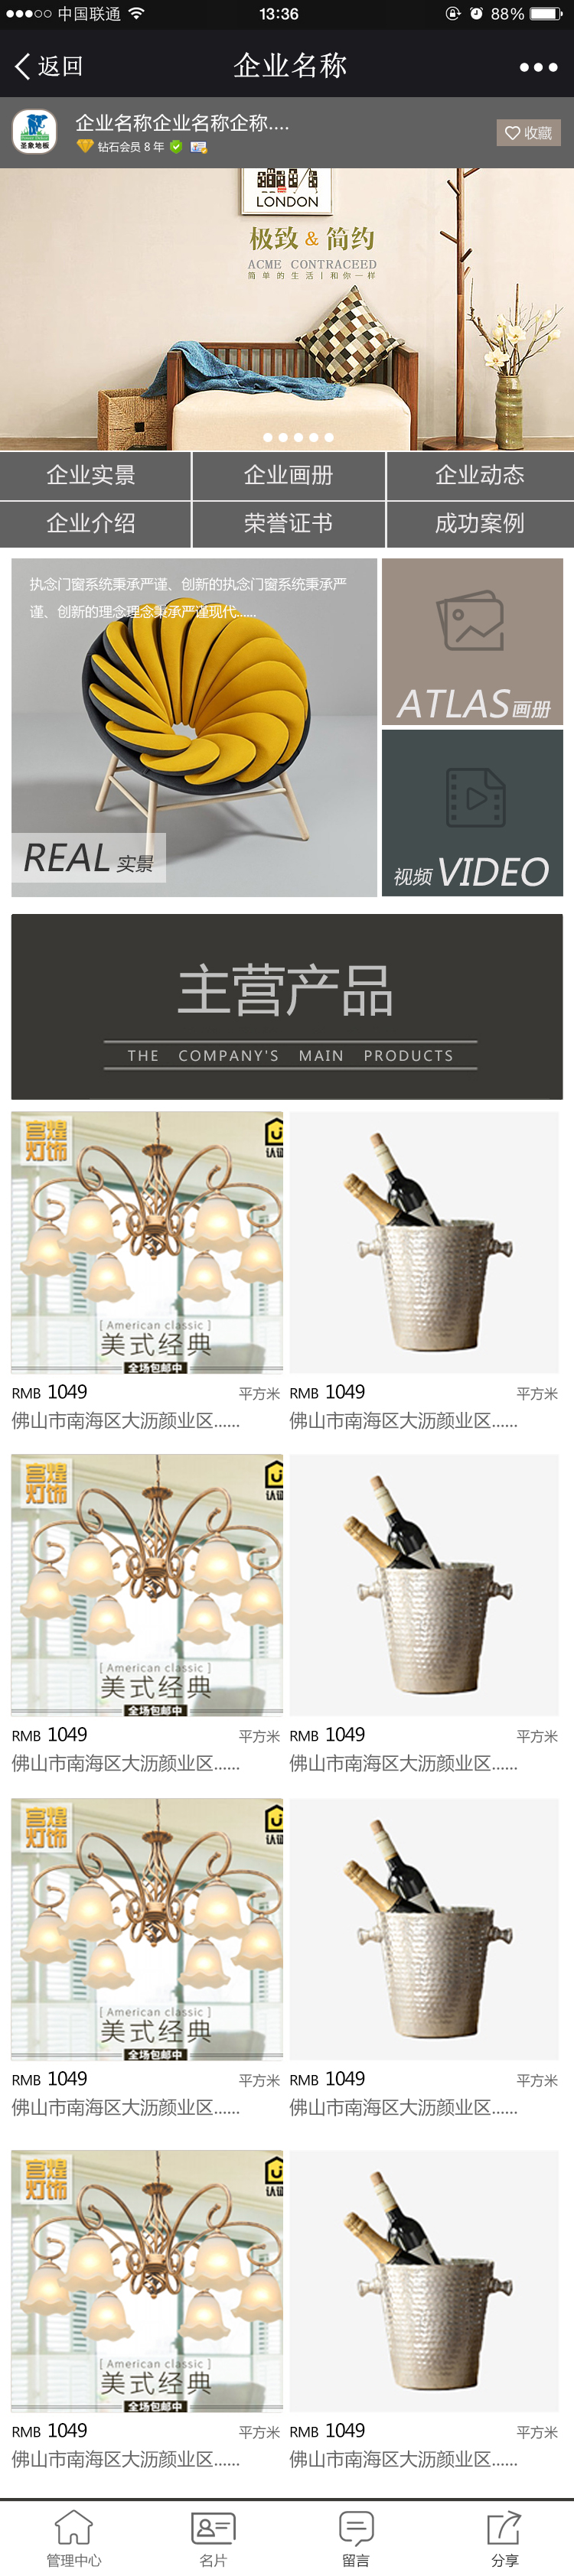 中国联通
13:36
88%
返回
企业名称
企业名称企业名称企称....
钻石会员 8 年
收藏
圣象地板
LONDON
极致 & 简约
ACME CONTRACEED
简单的生活|和你一样
企业实景
企业画册
企业动态
企业介绍
荣誉证书
成功案例
执念门窗系统秉承严谨、创新的执念门窗系统秉承严
谨、创新的理念理念秉承严谨现代......
REAL 实景
ATLAS 画册
视频 VIDEO
主营产品
THE COMPANY'S MAIN PRODUCTS
宫煌
灯饰
认证
[ American classic ]
美式经典
全场包邮中
RMB 1049
平方米
佛山市南海区大沥颜业区......
RMB 1049
平方米
佛山市南海区大沥颜业区......
宫煌
灯饰
认证
[ American classic ]
美式经典
全场包邮中
RMB 1049
平方米
佛山市南海区大沥颜业区......
RMB 1049
平方米
佛山市南海区大沥颜业区......
宫煌
灯饰
认证
[ American classic ]
美式经典
全场包邮中
RMB 1049
平方米
佛山市南海区大沥颜业区......
RMB 1049
平方米
佛山市南海区大沥颜业区......
宫煌
灯饰
认证
[ American classic ]
美式经典
全场包邮中
RMB 1049
平方米
佛山市南海区大沥颜业区......
RMB 1049
平方米
佛山市南海区大沥颜业区......
管理中心
名片
留言
分享